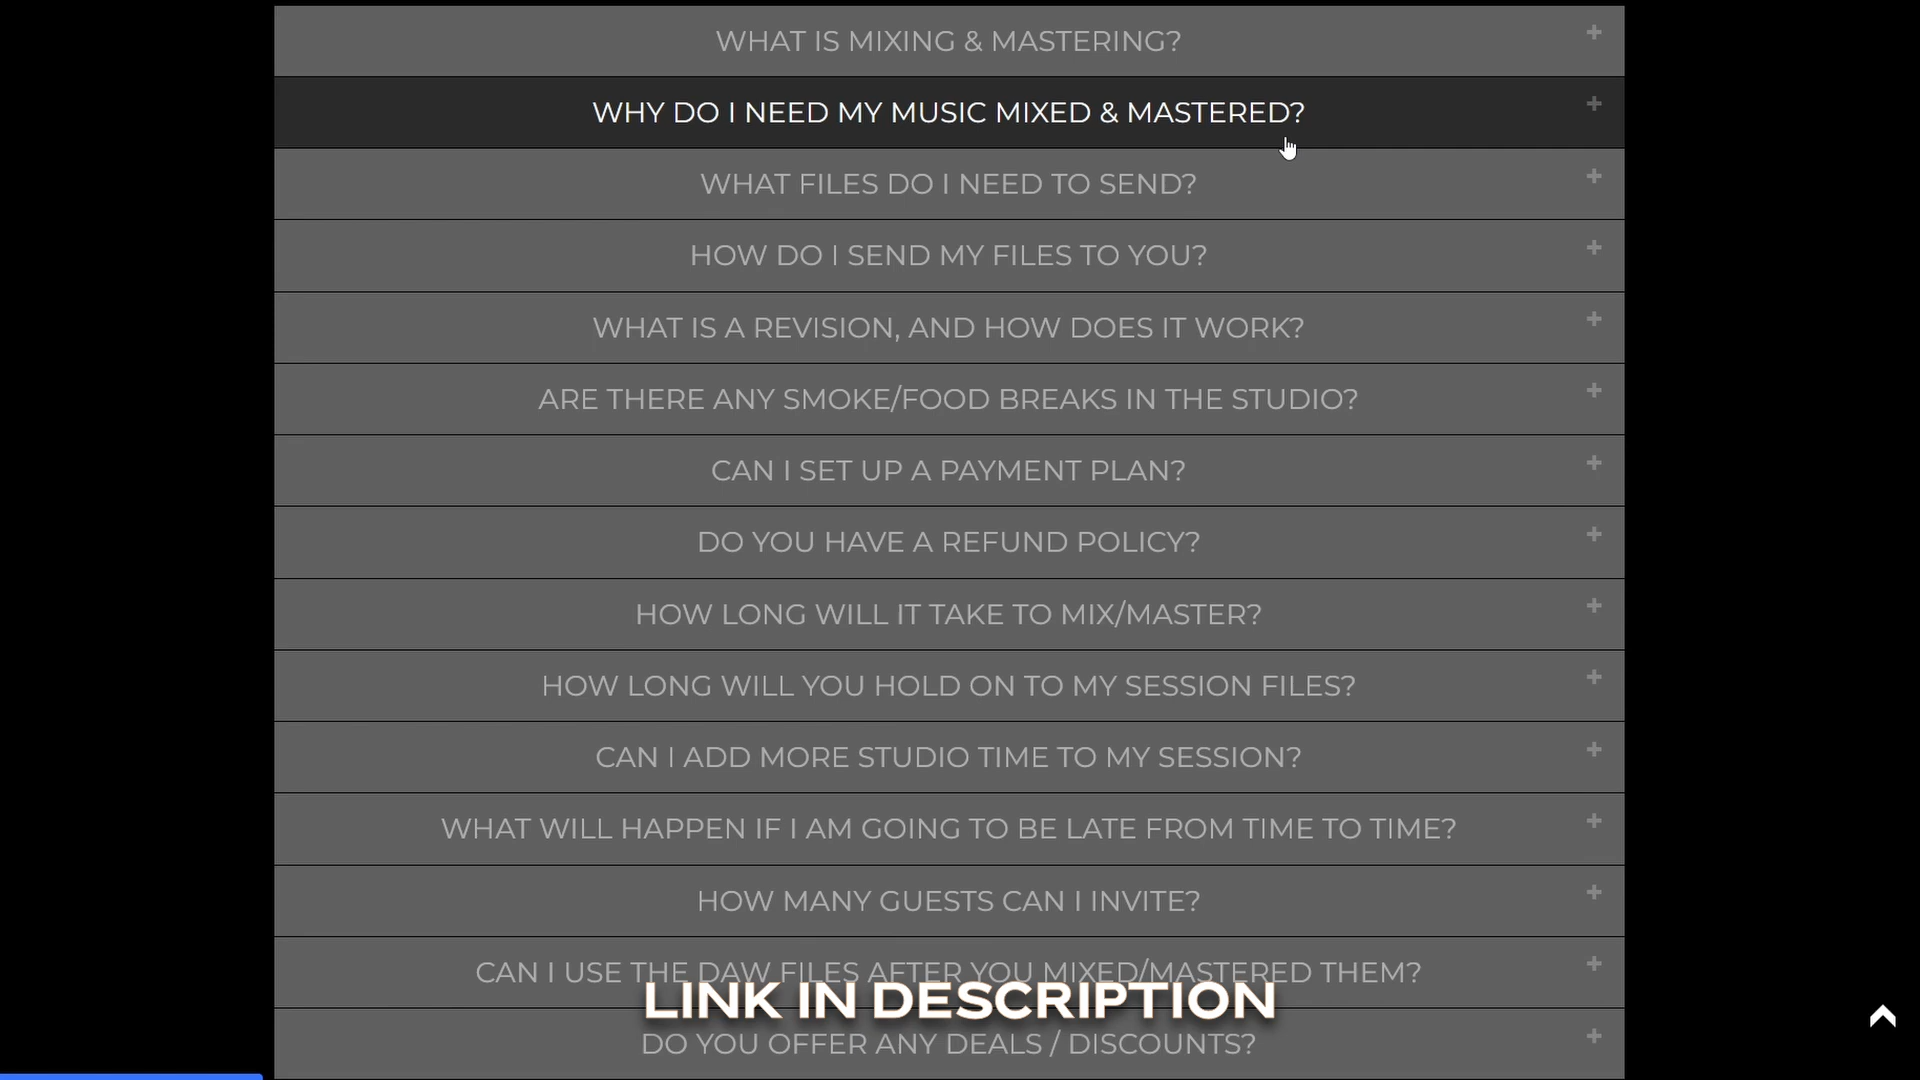 WHAT IS MIXING & MASTERING?
WHY DO I NEED MY MUSIC MIXED & MASTERED?
WHAT FILES DO I NEED TO SEND?
HOW DO I SEND MY FILES TO YOU?
WHAT IS A REVISION, AND HOW DOES IT WORK?
ARE THERE ANY SMOKE/FOOD BREAKS IN THE STUDIO?
CAN I SET UP A PAYMENT PLAN?
DO YOU HAVE A REFUND POLICY?
HOW LONG WILL IT TAKE TO MIX/MASTER?
HOW LONG WILL YOU HOLD ON TO MY SESSION FILES?
CAN I ADD MORE STUDIO TIME TO MY SESSION?
WHAT WILL HAPPEN IF I AM GOING TO BE LATE FROM TIME TO TIME?
HOW MANY GUESTS CAN I INVITE?
CAN I USE THE DAW FILES AFTER YOU MIXED/MASTERED THEM?
LINK IN DESCRIPTION
DO YOU OFFER ANY DEALS / DISCOUNTS?